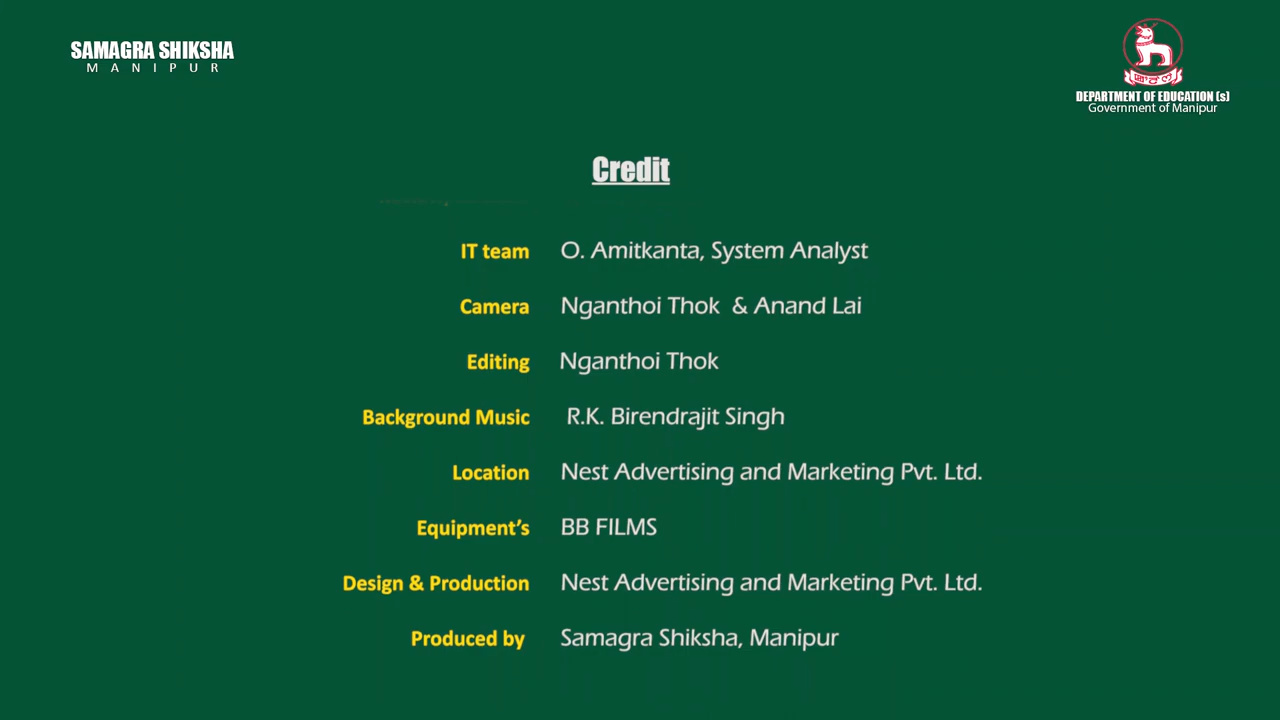 SAMAGRA SHIKSHA
MANIPUR
DEPARTMENT OF EDUCATION (s)
Government of Manipur
Credit
IT team O. Amitkanta, System Analyst
Camera Nganthoi Thok & Anand Lai
Editing Nganthoi Thok
Background Music R.K. Birendrajit Singh
Location Nest Advertising and Marketing Pvt. Ltd.
Equipment’s BB FILMS
Design & Production Nest Advertising and Marketing Pvt. Ltd.
Produced by Samagra Shiksha, Manipur